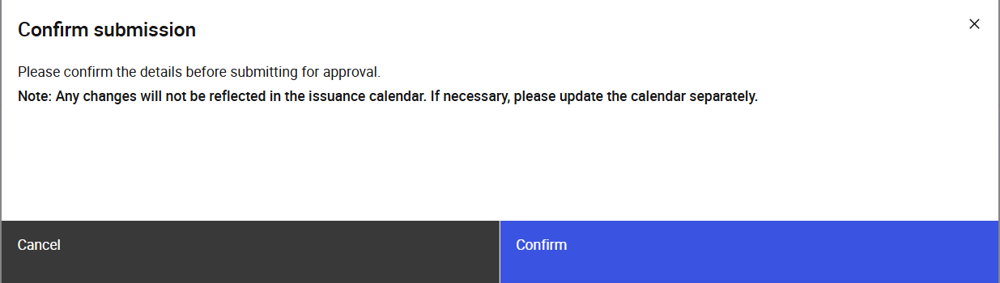 Confirm submission
Please confirm the details before submitting for approval.
Note: Any changes will not be reflected in the issuance calendar. If necessary, please update the calendar separately.
Cancel
Confirm